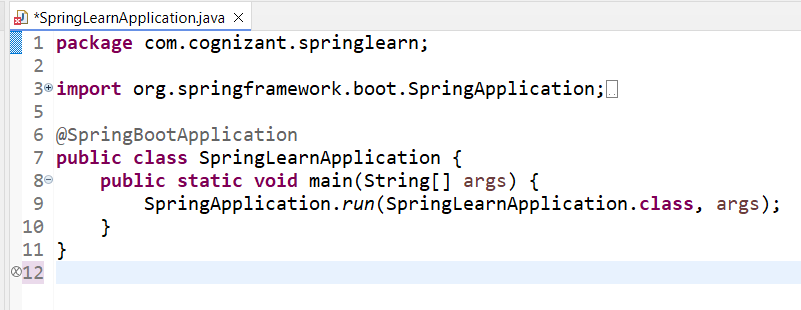 *SpringLearnApplication.java
1 package com.cognizant.springlearn;
2
3 import org.springframework.boot.SpringApplication;
5
6 @SpringBootApplication
7 public class SpringLearnApplication {
8 public static void main(String[] args) {
9 SpringApplication.run(SpringLearnApplication.class, args);
10 }
11 }
12